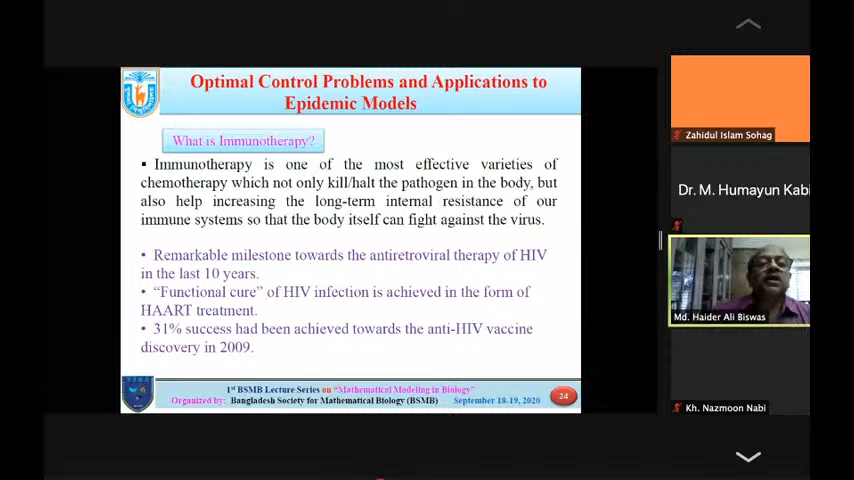 Optimal Control Problems and Applications to
Epidemic Models
What is Immunotherapy?
▪ Immunotherapy is one of the most effective varieties of
chemotherapy which not only kill/halt the pathogen in the body, but
also help increasing the long-term internal resistance of our
immune systems so that the body itself can fight against the virus.
• Remarkable milestone towards the antiretroviral therapy of HIV
in the last 10 years.
• “Functional cure” of HIV infection is achieved in the form of
HAART treatment.
• 31% success had been achieved towards the anti-HIV vaccine
discovery in 2009.
1st BSMB Lecture Series on “Mathematical Modeling in Biology”
Organized by: Bangladesh Society for Mathematical Biology (BSMB) September 18-19, 2020
24
Zahidul Islam Sohag
Dr. M. Humayun Kabi
Md. Haider Ali Biswas
Kh. Nazmoon Nabi